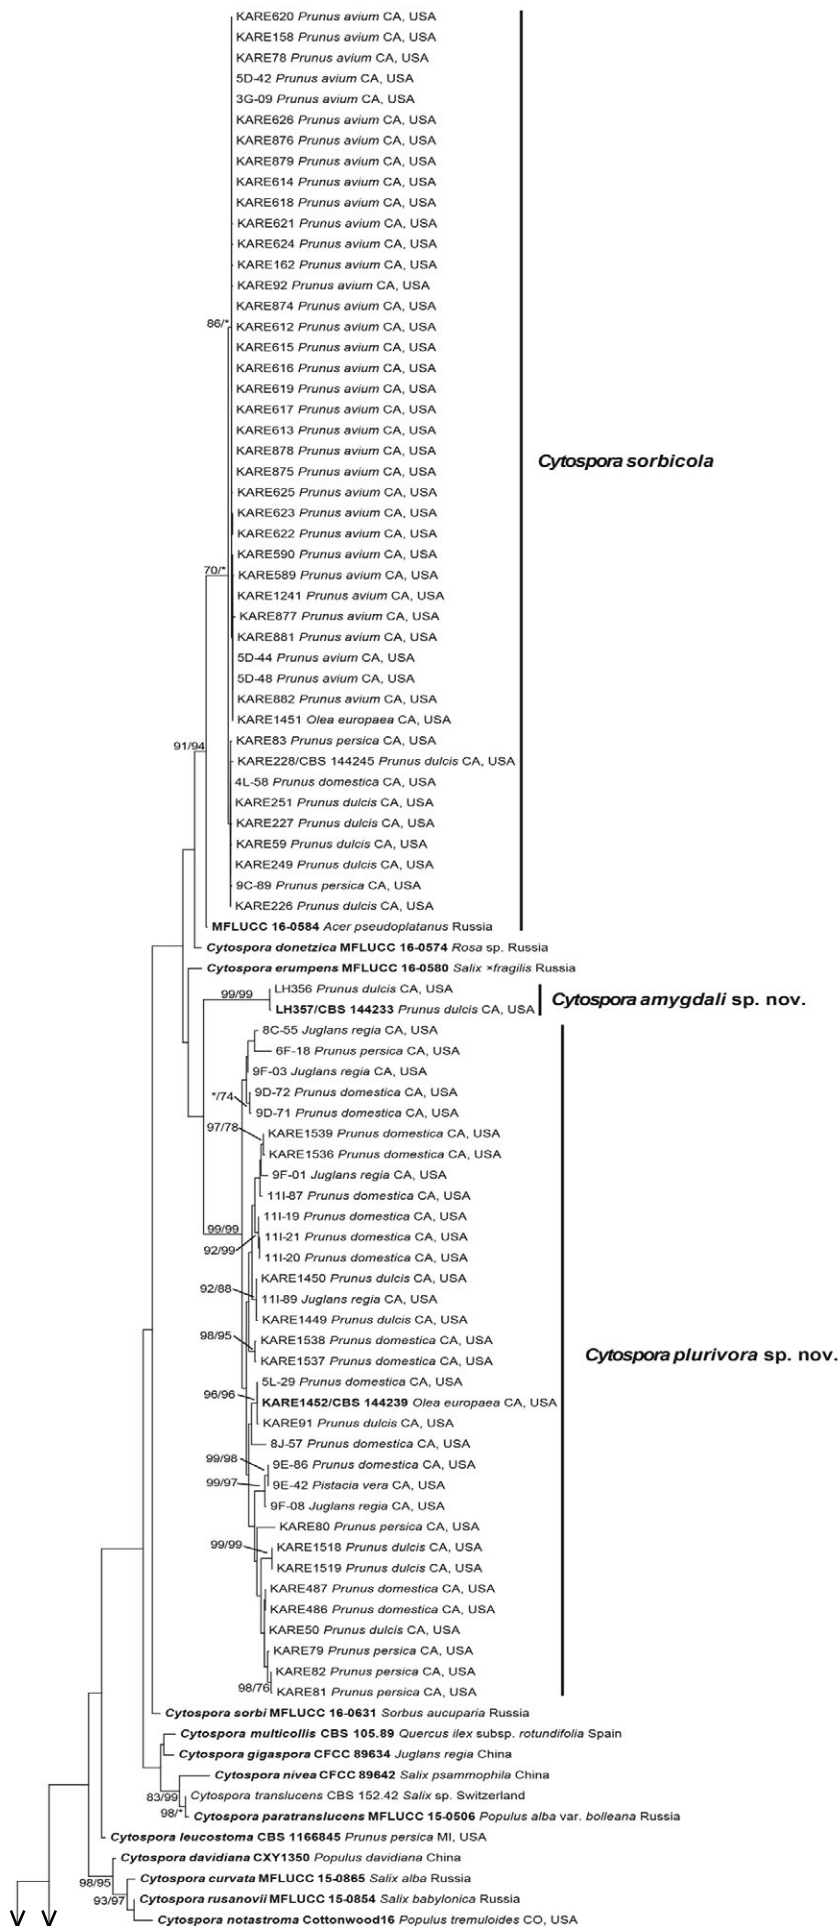 KARE620 Prunus avium CA, USA
KARE158 Prunus avium CA, USA
KARE78 Prunus avium CA, USA
5D-42 Prunus avium CA, USA
3G-09 Prunus avium CA, USA
KARE626 Prunus avium CA, USA
KARE876 Prunus avium CA, USA
KARE879 Prunus avium CA, USA
KARE614 Prunus avium CA, USA
KARE618 Prunus avium CA, USA
KARE621 Prunus avium CA, USA
KARE624 Prunus avium CA, USA
KARE162 Prunus avium CA, USA
KARE92 Prunus avium CA, USA
KARE874 Prunus avium CA, USA
86/*
KARE612 Prunus avium CA, USA
KARE615 Prunus avium CA, USA
KARE616 Prunus avium CA, USA
KARE619 Prunus avium CA, USA
KARE617 Prunus avium CA, USA
KARE613 Prunus avium CA, USA
KARE878 Prunus avium CA, USA
Cytospora sorbicola
KARE875 Prunus avium CA, USA
KARE625 Prunus avium CA, USA
KARE623 Prunus avium CA, USA
KARE622 Prunus avium CA, USA
KARE590 Prunus avium CA, USA
70/*
KARE589 Prunus avium CA, USA
KARE1241 Prunus avium CA, USA
KARE877 Prunus avium CA, USA
KARE881 Prunus avium CA, USA
5D-44 Prunus avium CA, USA
5D-48 Prunus avium CA, USA
KARE882 Prunus avium CA, USA
KARE1451 Olea europaea CA, USA
KARE83 Prunus persica CA, USA
91/94
KARE228/CBS 144245 Prunus dulcis CA, USA
4L-58 Prunus domestica CA, USA
KARE251 Prunus dulcis CA, USA
KARE227 Prunus dulcis CA, USA
KARE59 Prunus dulcis CA, USA
KARE249 Prunus dulcis CA, USA
9C-89 Prunus persica CA, USA
KARE226 Prunus dulcis CA, USA
MFLUCC 16-0584 Acer pseudoplatanus Russia
Cytospora donetzica MFLUCC 16-0574 Rosa sp. Russia
Cytospora erumpens MFLUCC 16-0580 Salix ×fragilis Russia
99/99
LH356 Prunus dulcis CA, USA
Cytospora amygdali sp. nov.
LH357/CBS 144233 Prunus dulcis CA, USA
8C-55 Juglans regia CA, USA
6F-18 Prunus persica CA, USA
9F-03 Juglans regia CA, USA
*/74
9D-72 Prunus domestica CA, USA
9D-71 Prunus domestica CA, USA
97/78
KARE1539 Prunus domestica CA, USA
KARE1536 Prunus domestica CA, USA
9F-01 Juglans regia CA, USA
11I-87 Prunus domestica CA, USA
11I-19 Prunus domestica CA, USA
99/99
11I-21 Prunus domestica CA, USA
92/99
11I-20 Prunus domestica CA, USA
KARE1450 Prunus dulcis CA, USA
92/88
11I-89 Juglans regia CA, USA
KARE1449 Prunus dulcis CA, USA
98/95
KARE1538 Prunus domestica CA, USA
KARE1537 Prunus domestica CA, USA
Cytospora plurivora sp. nov.
5L-29 Prunus domestica CA, USA
96/96
KARE1452/CBS 144239 Olea europaea CA, USA
KARE91 Prunus dulcis CA, USA
8J-57 Prunus domestica CA, USA
99/98
9E-86 Prunus domestica CA, USA
99/97
9E-42 Pistacia vera CA, USA
9F-08 Juglans regia CA, USA
KARE80 Prunus persica CA, USA
99/99
KARE1518 Prunus dulcis CA, USA
KARE1519 Prunus dulcis CA, USA
KARE487 Prunus domestica CA, USA
KARE486 Prunus domestica CA, USA
KARE50 Prunus dulcis CA, USA
KARE79 Prunus persica CA, USA
KARE82 Prunus persica CA, USA
98/76
KARE81 Prunus persica CA, USA
Cytospora sorbi MFLUCC 16-0631 Sorbus aucuparia Russia
Cytospora multicollis CBS 105.89 Quercus ilex subsp. rotundifolia Spain
Cytospora gigaspora CFCC 89634 Juglans regia China
Cytospora nivea CFCC 89642 Salix psammophila China
83/99
Cytospora translucens CBS 152.42 Salix sp. Switzerland
98/*
Cytospora paratranslucens MFLUCC 15-0506 Populus alba var. bolleana Russia
Cytospora leucostoma CBS 1166845 Prunus persica MI, USA
Cytospora davidiana CXY1350 Populus davidiana China
98/95
Cytospora curvata MFLUCC 15-0865 Salix alba Russia
93/97
Cytospora rusanovii MFLUCC 15-0854 Salix babylonica Russia
Cytospora notastroma Cottonwood16 Populus tremuloides CO, USA